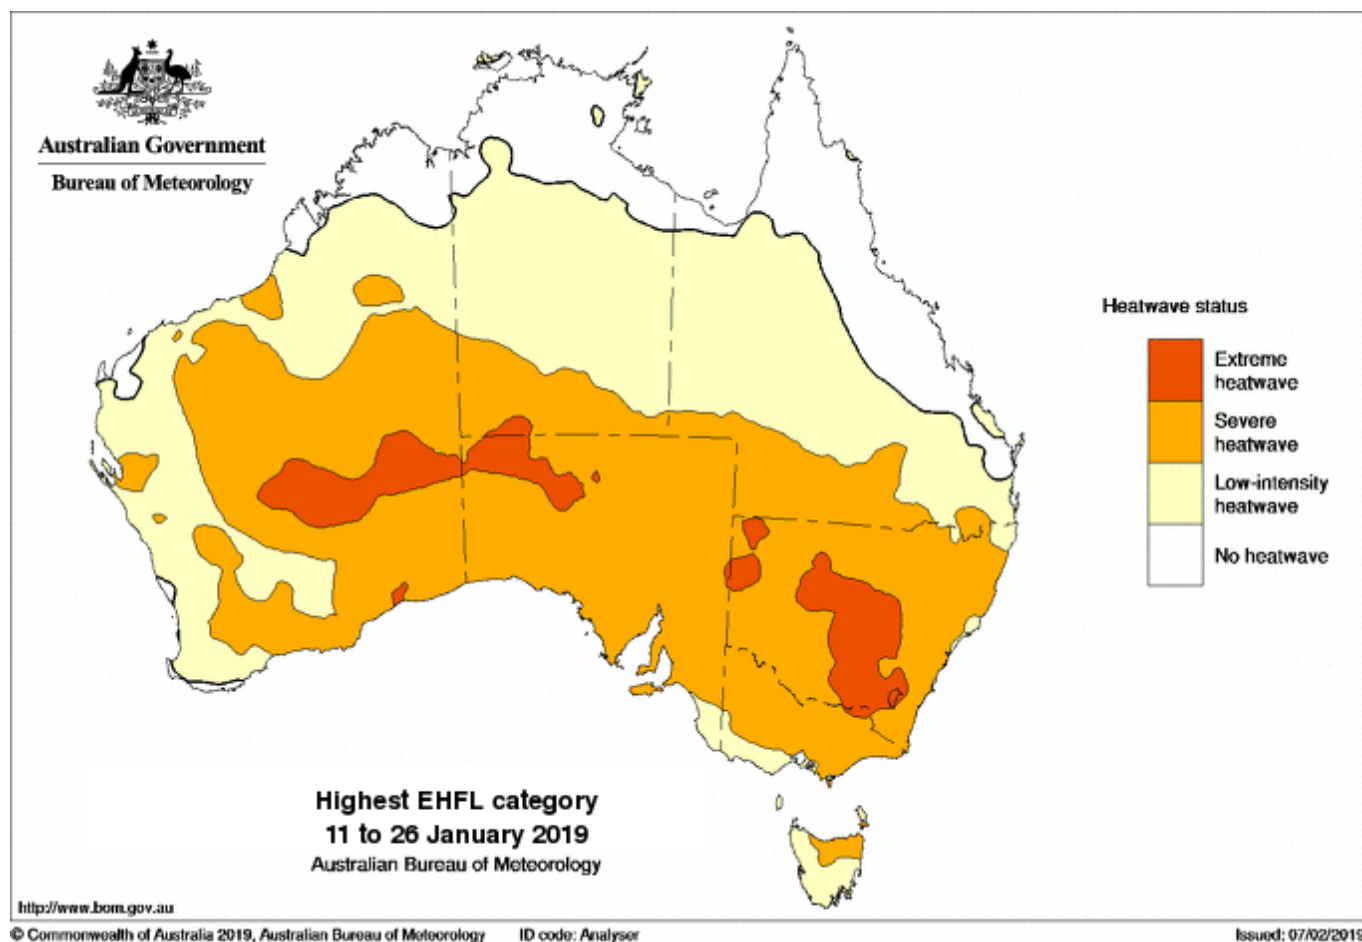 Australian Government
Bureau of Meteorology
Heatwave status
Extreme
heatwave
Severe
heatwave
Low-intensity
heatwave
No heatwave
Highest EHFL category
11 to 26 January 2019
Australian Bureau of Meteorology
http://www.bom.gov.au
© Commonwealth of Australia 2019, Australian Bureau of Meteorology ID code: Analyser Issued: 07/02/2019